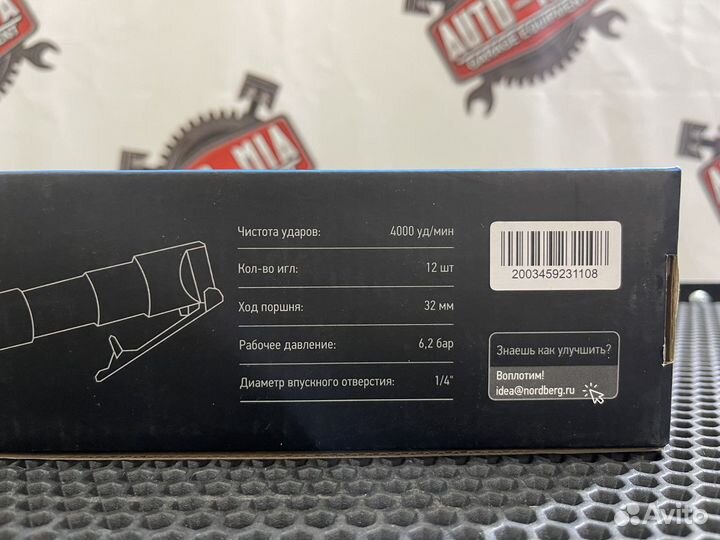 AUTO-MIA
GARAGE EQUIPMENT
Чистота ударов: 4000 уд/мин
Кол-во игл: 12 шт
Ход поршня: 32 мм
Рабочее давление: 6,2 бар
Диаметр впускного отверстия: 1/4"
2003459231108
Знаешь как улучшить?
Воплотим!
idea@nordberg.ru
Avito